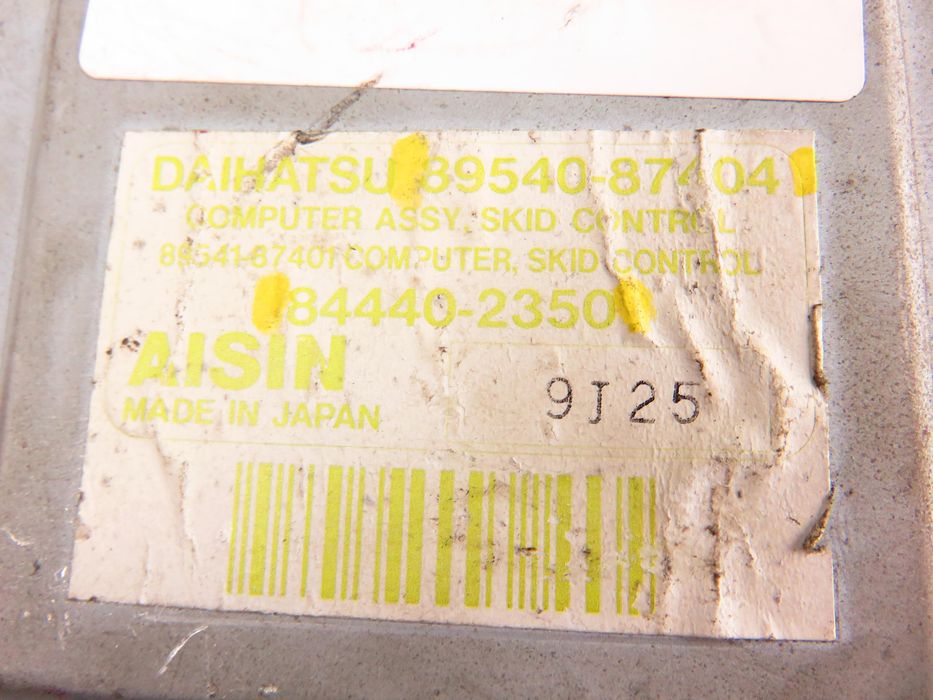 DAIHATSU 89540-87404
COMPUTER ASSY, SKID CONTROL
89541-87401 COMPUTER, SKID CONTROL
84440-2350
AISIN
MADE IN JAPAN
9J25